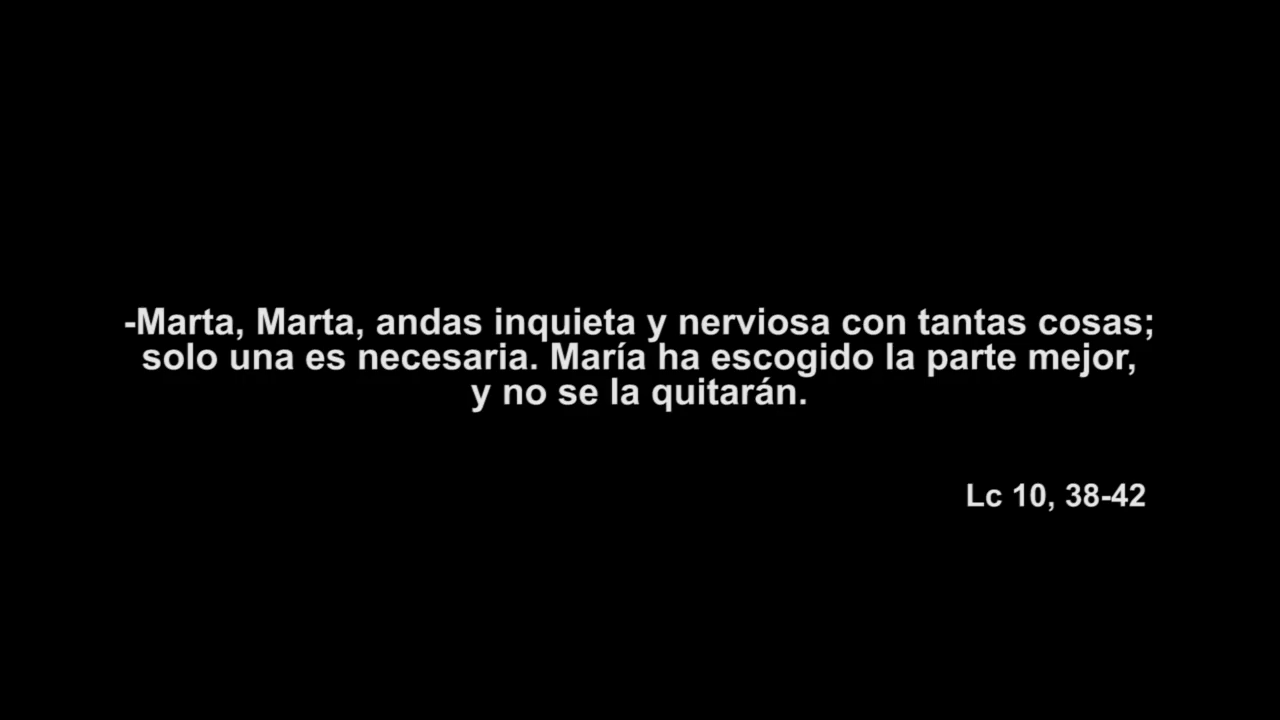 -Marta, Marta, andas inquieta y nerviosa con tantas cosas;
solo una es necesaria. María ha escogido la parte mejor,
y no se la quitarán.
Lc 10, 38-42